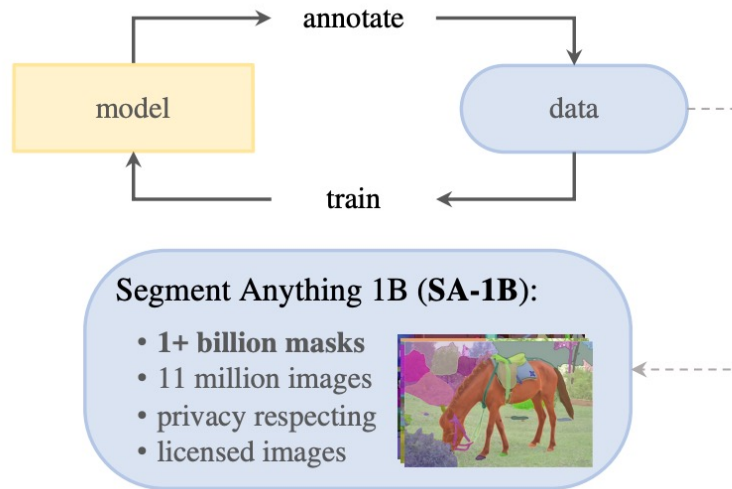 annotate
model
data
train
Segment Anything 1B (SA-1B):
• 1+ billion masks
• 11 million images
• privacy respecting
• licensed images